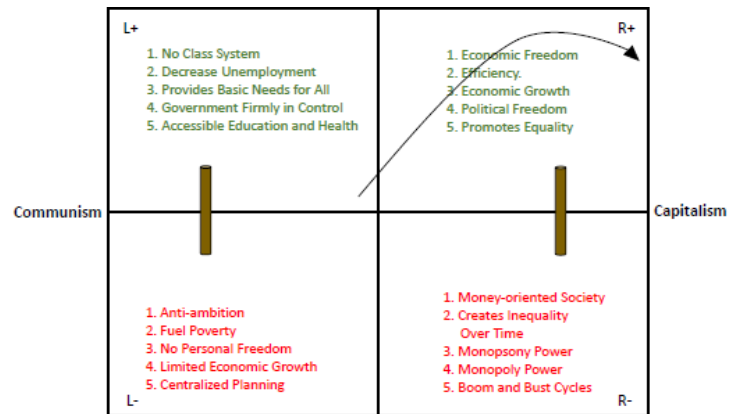 L+
1. No Class System
2. Decrease Unemployment
3. Provides Basic Needs for All
4. Government Firmly in Control
5. Accessible Education and Health
R+
1. Economic Freedom
2. Efficiency.
3. Economic Growth
4. Political Freedom
5. Promotes Equality
Communism
Capitalism
1. Anti-ambition
2. Fuel Poverty
3. No Personal Freedom
4. Limited Economic Growth
5. Centralized Planning
L-
1. Money-oriented Society
2. Creates Inequality
Over Time
3. Monopsony Power
4. Monopoly Power
5. Boom and Bust Cycles
R-